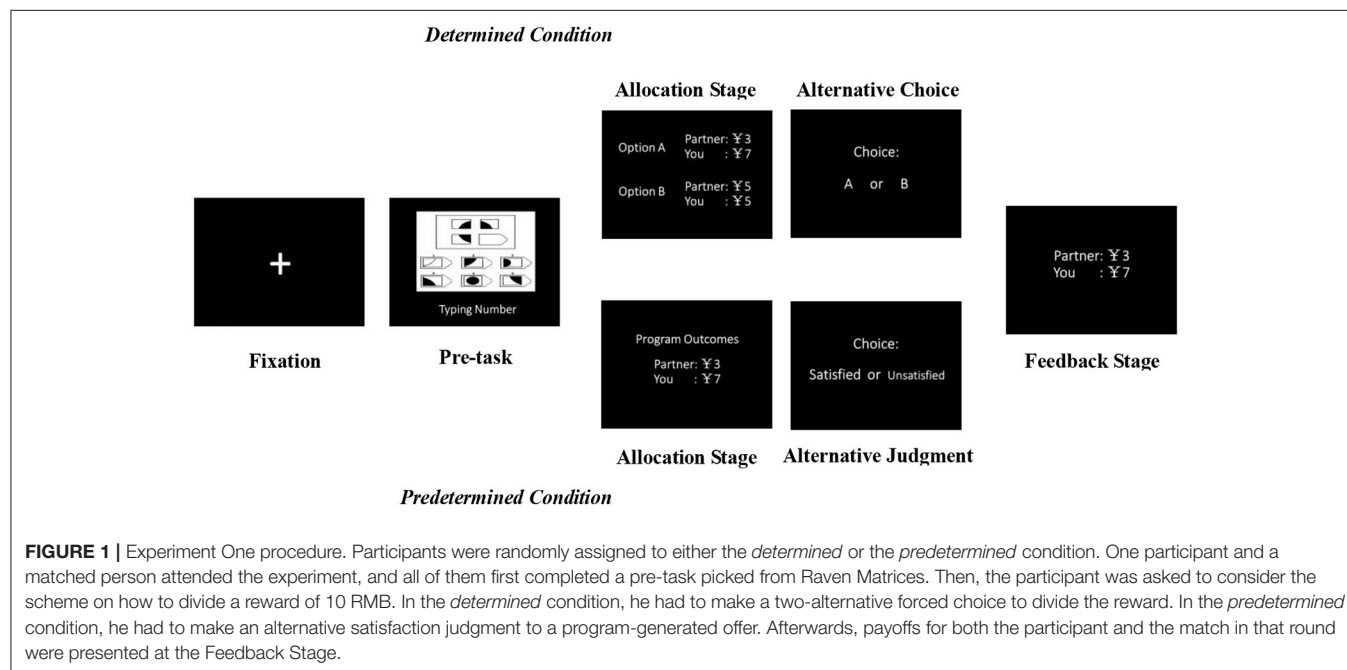 Determined Condition
Allocation Stage
Alternative Choice
Option A Partner: ¥3
You : ¥7
Option B Partner: ¥5
You : ¥5
Choice:
A or B
+
Typing Number
Fixation
Pre-task
Program Outcomes
Partner: ¥3
You : ¥7
Choice:
Satisfied or Unsatisfied
Allocation Stage
Alternative Judgment
Partner: ¥3
You : ¥7
Feedback Stage
Predetermined Condition
FIGURE 1 | Experiment One procedure. Participants were randomly assigned to either the determined or the predetermined condition. One participant and a
matched person attended the experiment, and all of them first completed a pre-task picked from Raven Matrices. Then, the participant was asked to consider the
scheme on how to divide a reward of 10 RMB. In the determined condition, he had to make a two-alternative forced choice to divide the reward. In the predetermined
condition, he had to make an alternative satisfaction judgment to a program-generated offer. Afterwards, payoffs for both the participant and the match in that round
were presented at the Feedback Stage.